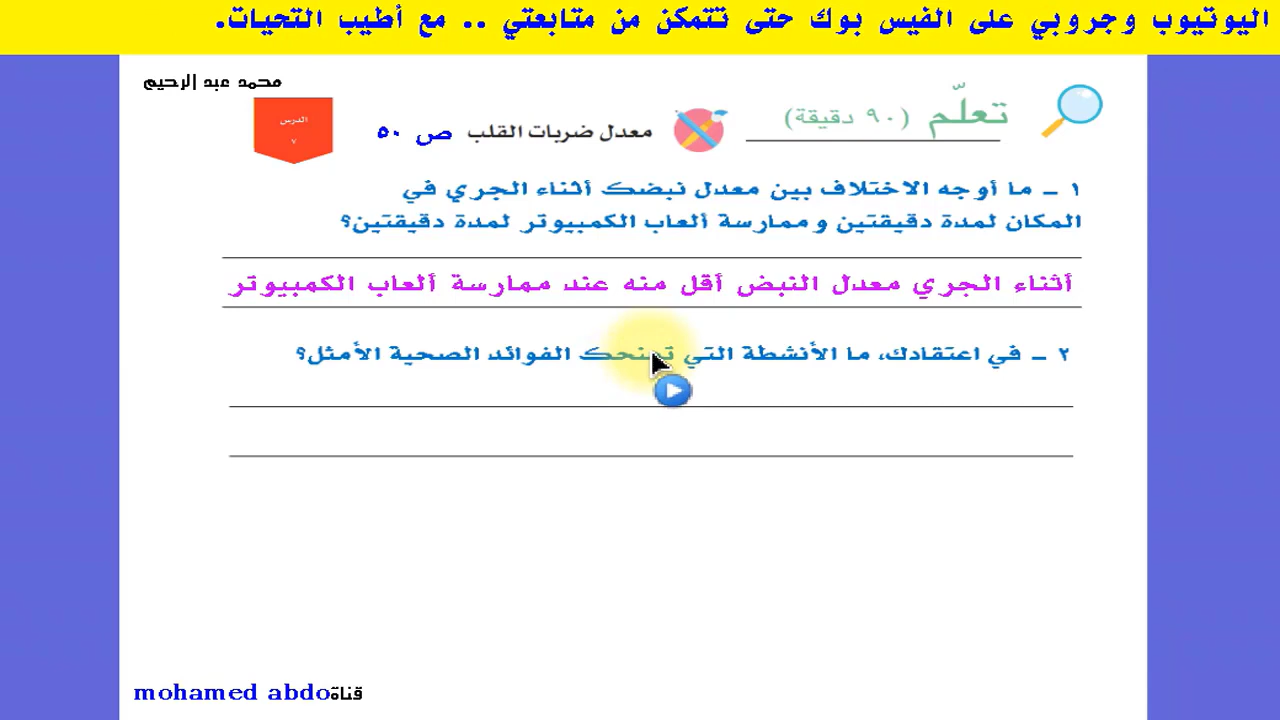 اليوتيوب وجروبي على الفيس بوك حتى تتمكن من متابعتي .. مع أطيب التحيات.
محمد عبد الرحيم
تعلّم (٩٠ دقيقة)
الدرس
٧
معدل ضربات القلب ص ٥٠
١ - ما أوجه الاختلاف بين معدل نبضك أثناء الجري في
المكان لمدة دقيقتين و ممارسة ألعاب الكمبيوتر لمدة دقيقتين؟
أثناء الجري معدل النبض أقل منه عند ممارسة ألعاب الكمبيوتر
٢ - في اعتقادك، ما الأنشطة التي تمنحك الفوائد الصحية الأمثل؟
قناة mohamed abdo